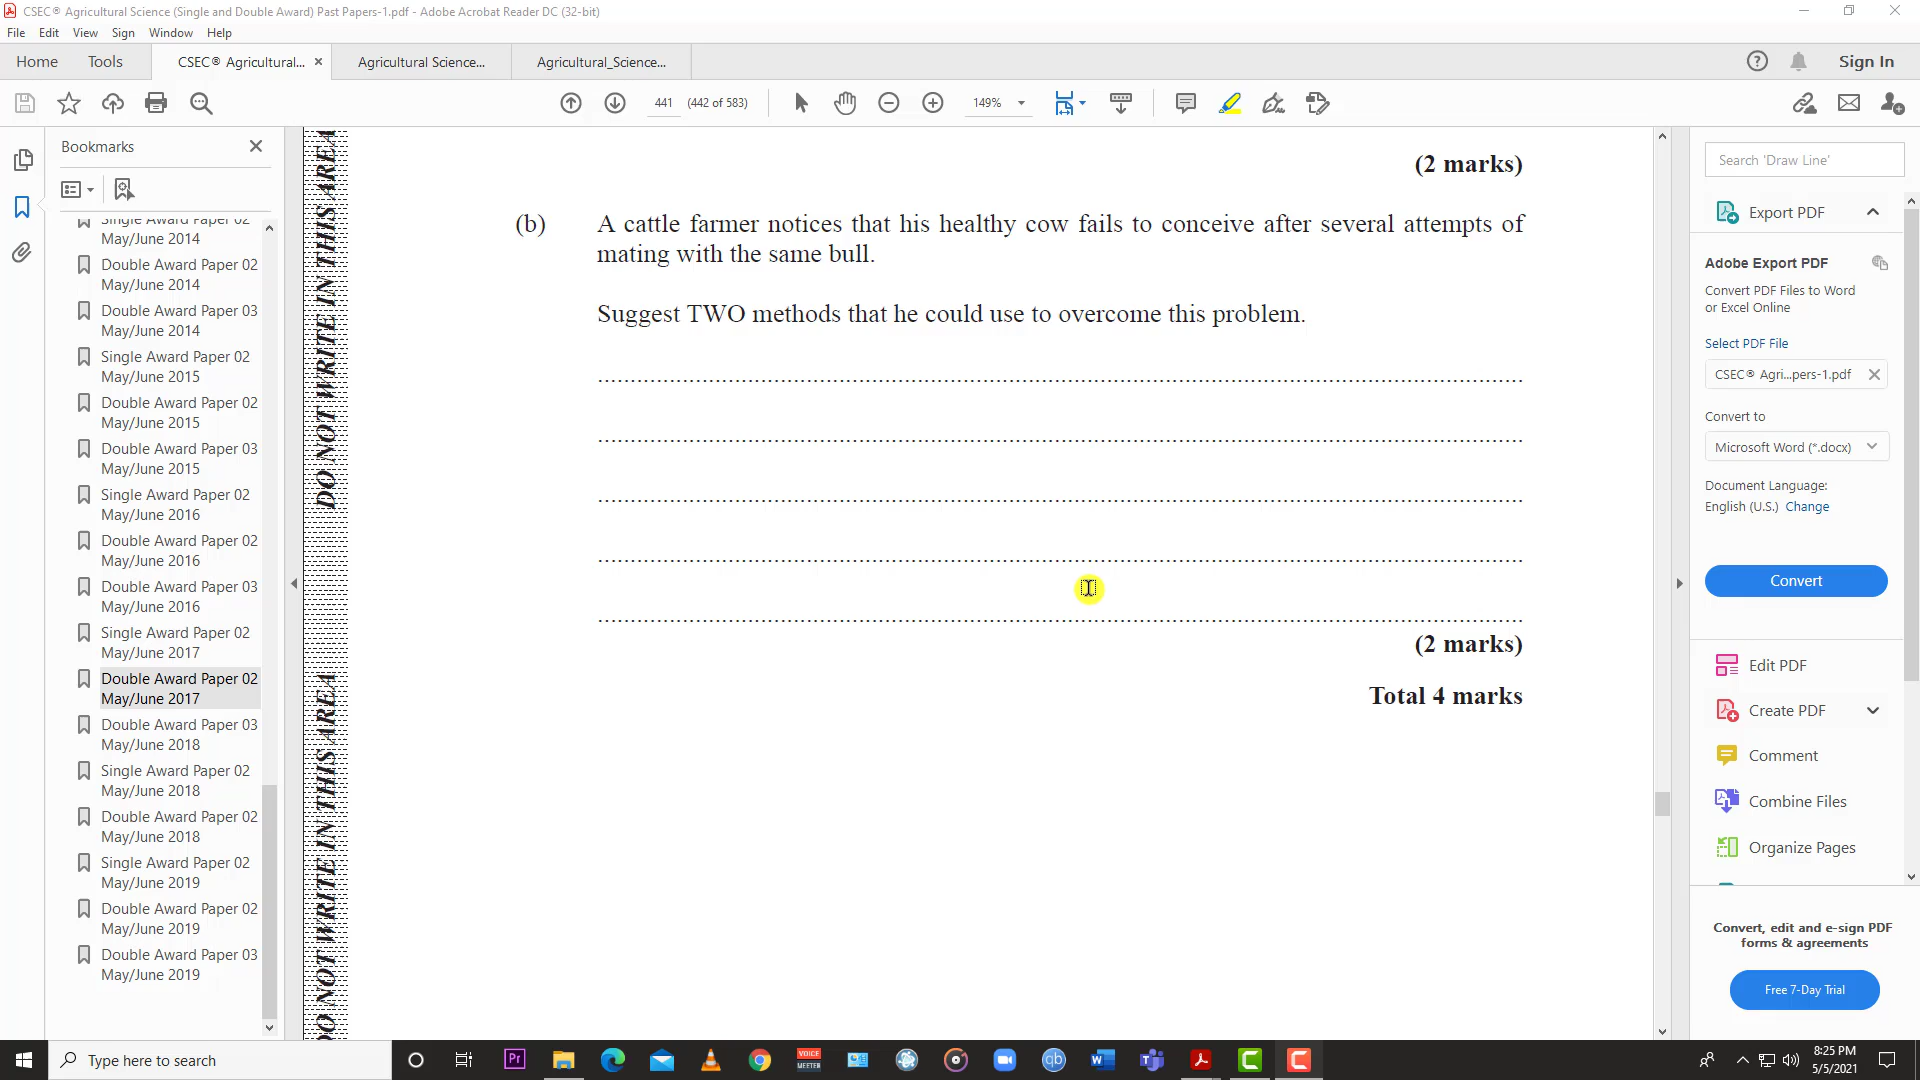 CSEC® Agricultural Science (Single and Double Award) Past Papers-1.pdf - Adobe Acrobat Reader DC (32-bit)
File Edit View Sign Window Help
Home Tools CSEC® Agricultural... × Agricultural Science... Agricultural_Science... Sign In
441 (442 of 583) 149%
Bookmarks
Single Award Paper 02
May/June 2014
Double Award Paper 02
May/June 2014
Double Award Paper 03
May/June 2014
Single Award Paper 02
May/June 2015
Double Award Paper 02
May/June 2015
Double Award Paper 03
May/June 2015
Single Award Paper 02
May/June 2016
Double Award Paper 02
May/June 2016
Double Award Paper 03
May/June 2016
Single Award Paper 02
May/June 2017
Double Award Paper 02
May/June 2017
Double Award Paper 03
May/June 2018
Single Award Paper 02
May/June 2018
Double Award Paper 02
May/June 2018
Single Award Paper 02
May/June 2019
Double Award Paper 02
May/June 2019
Double Award Paper 03
May/June 2019
DO NOT WRITE IN THIS AREA
DO NOT WRITE IN THIS AREA
(2 marks)
(b) A cattle farmer notices that his healthy cow fails to conceive after several attempts of
mating with the same bull.
Suggest TWO methods that he could use to overcome this problem.
(2 marks)
Total 4 marks
Search 'Draw Line'
Export PDF
Adobe Export PDF
Convert PDF Files to Word
or Excel Online
Select PDF File
CSEC® Agri...pers-1.pdf
Convert to
Microsoft Word (*.docx)
Document Language:
English (U.S.) Change
Convert
Edit PDF
Create PDF
Comment
Combine Files
Organize Pages
Convert, edit and e-sign PDF
forms & agreements
Free 7-Day Trial
Type here to search
Pr
VOICE
MEETER
qb
8:25 PM
5/5/2021